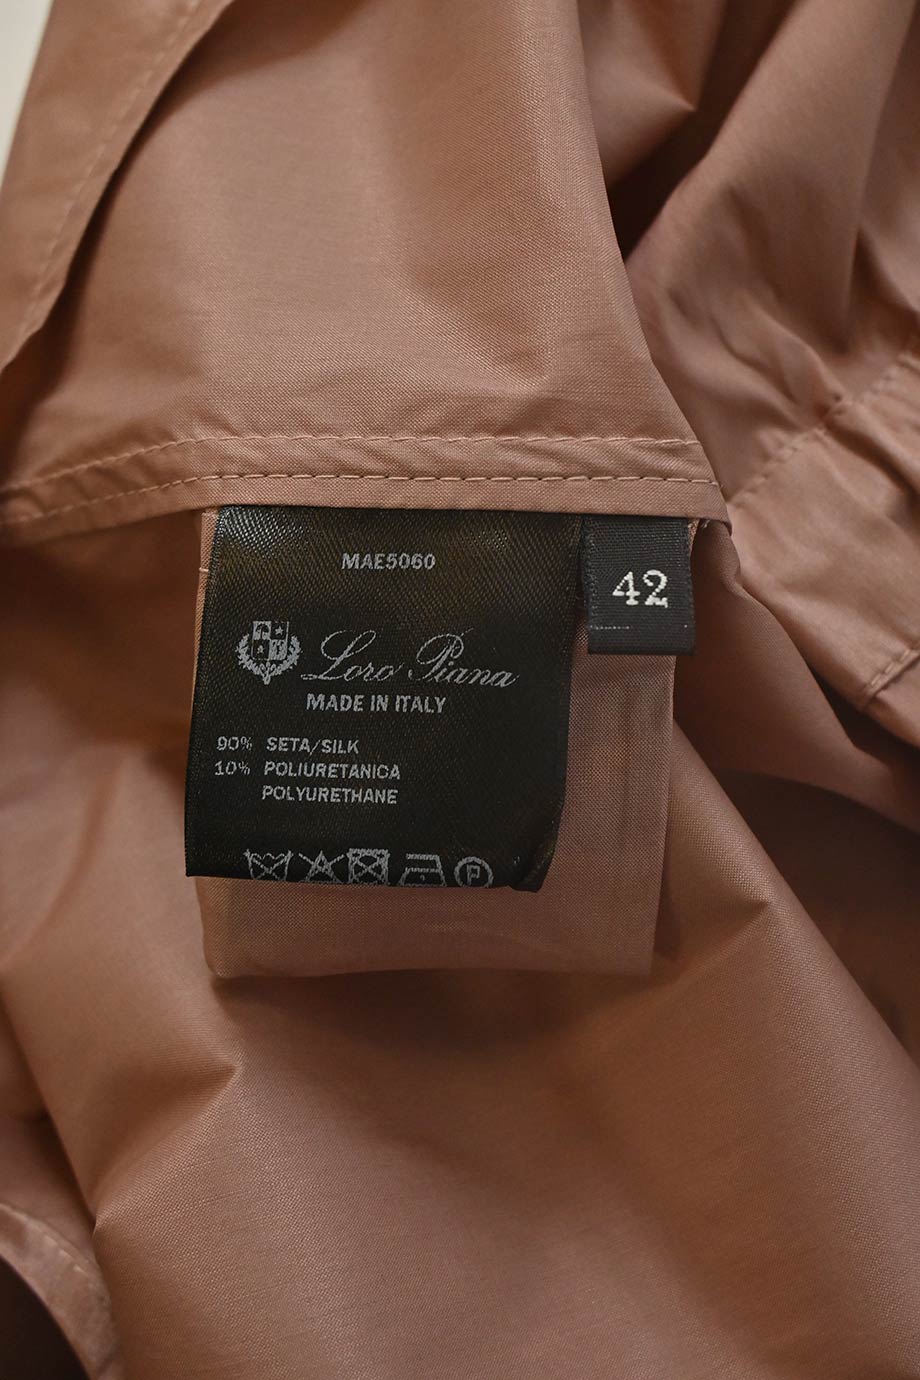 MAE5060
42
Loro Piana
MADE IN ITALY
90% SETA/SILK
10% POLIURETANICA
POLYURETHANE
P